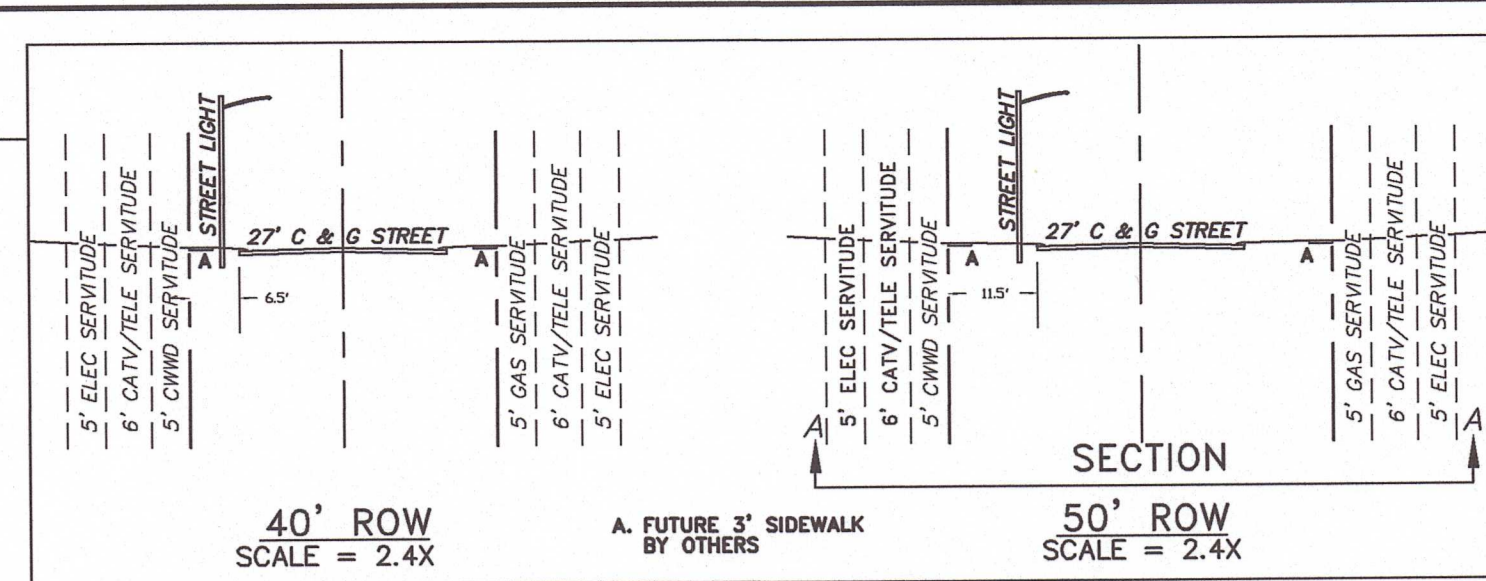 STREET LIGHT
27' C & G STREET
A
A
6.5'
5' ELEC SERVITUDE
6' CATV/TELE SERVITUDE
5' CWWD SERVITUDE
5' GAS SERVITUDE
6' CATV/TELE SERVITUDE
5' ELEC SERVITUDE
40' ROW
SCALE = 2.4X
A. FUTURE 3' SIDEWALK
BY OTHERS
STREET LIGHT
27' C & G STREET
A
A
11.5'
5' ELEC SERVITUDE
6' CATV/TELE SERVITUDE
5' CWWD SERVITUDE
5' GAS SERVITUDE
6' CATV/TELE SERVITUDE
5' ELEC SERVITUDE
A
A
SECTION
50' ROW
SCALE = 2.4X